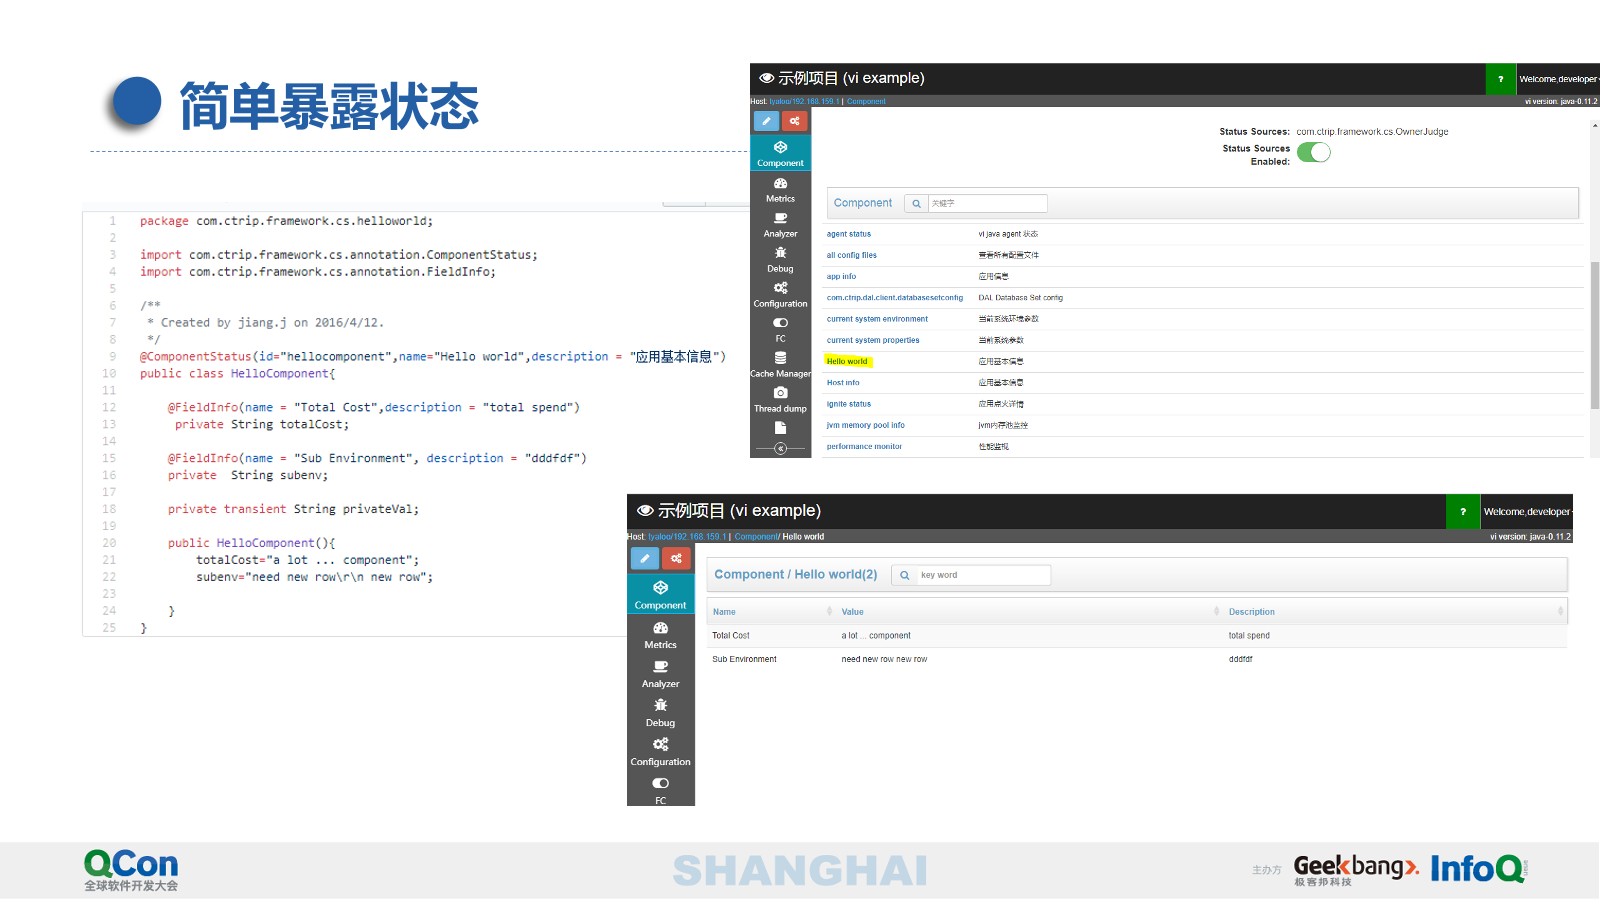 简单暴露状态
1 package com.ctrip.framework.cs.helloworld;
2
3 import com.ctrip.framework.cs.annotation.ComponentStatus;
4 import com.ctrip.framework.cs.annotation.FieldInfo;
5
6 /**
7 * Created by jiang.j on 2016/4/12.
8 */
9 @ComponentStatus(id="hellocomponent",name="Hello world",description = "应用基本信息")
10 public class HelloComponent{
11
12 @FieldInfo(name = "Total Cost",description = "total spend")
13 private String totalCost;
14
15 @FieldInfo(name = "Sub Environment", description = "dddfdf")
16 private  String subenv;
17
18 private transient String privateVal;
19
20 public HelloComponent(){
21 totalCost="a lot ... component";
22 subenv="need new row\r\n new row";
23
24 }
25 }
示例项目 (vi example)
?
Welcome,developer
Host: tyaloo/192.168.159.1 | Component
vi version: java-0.11.2
Component
Metrics
Analyzer
Debug
Configuration
FC
Cache Manager
Thread dump
Status Sources: com.ctrip.framework.cs.OwnerJudge
Status Sources
Enabled:
Component 关键字
agent status vi java agent 状态
all config files 查看所有配置文件
app info 应用信息
com.ctrip.dal.client.databasesetconfig DAL Database Set config
current system environment 当前系统环境参数
current system properties 当前系统参数
Hello world 应用基本信息
Host info 应用基本信息
ignite status 应用点火详情
jvm memory pool info jvm内存池监控
performance monitor 性能监视
示例项目 (vi example)
?
Welcome,developer
Host: tyaloo/192.168.159.1 | Component/ Hello world
vi version: java-0.11.2
Component
Metrics
Analyzer
Debug
Configuration
FC
Component / Hello world(2) key word
Name Value Description
Total Cost a lot ... component total spend
Sub Environment need new row new row dddfdf
QCon
全球软件开发大会
SHANGHAI
主办方
Geekbang>.
极客邦科技
InfoQ